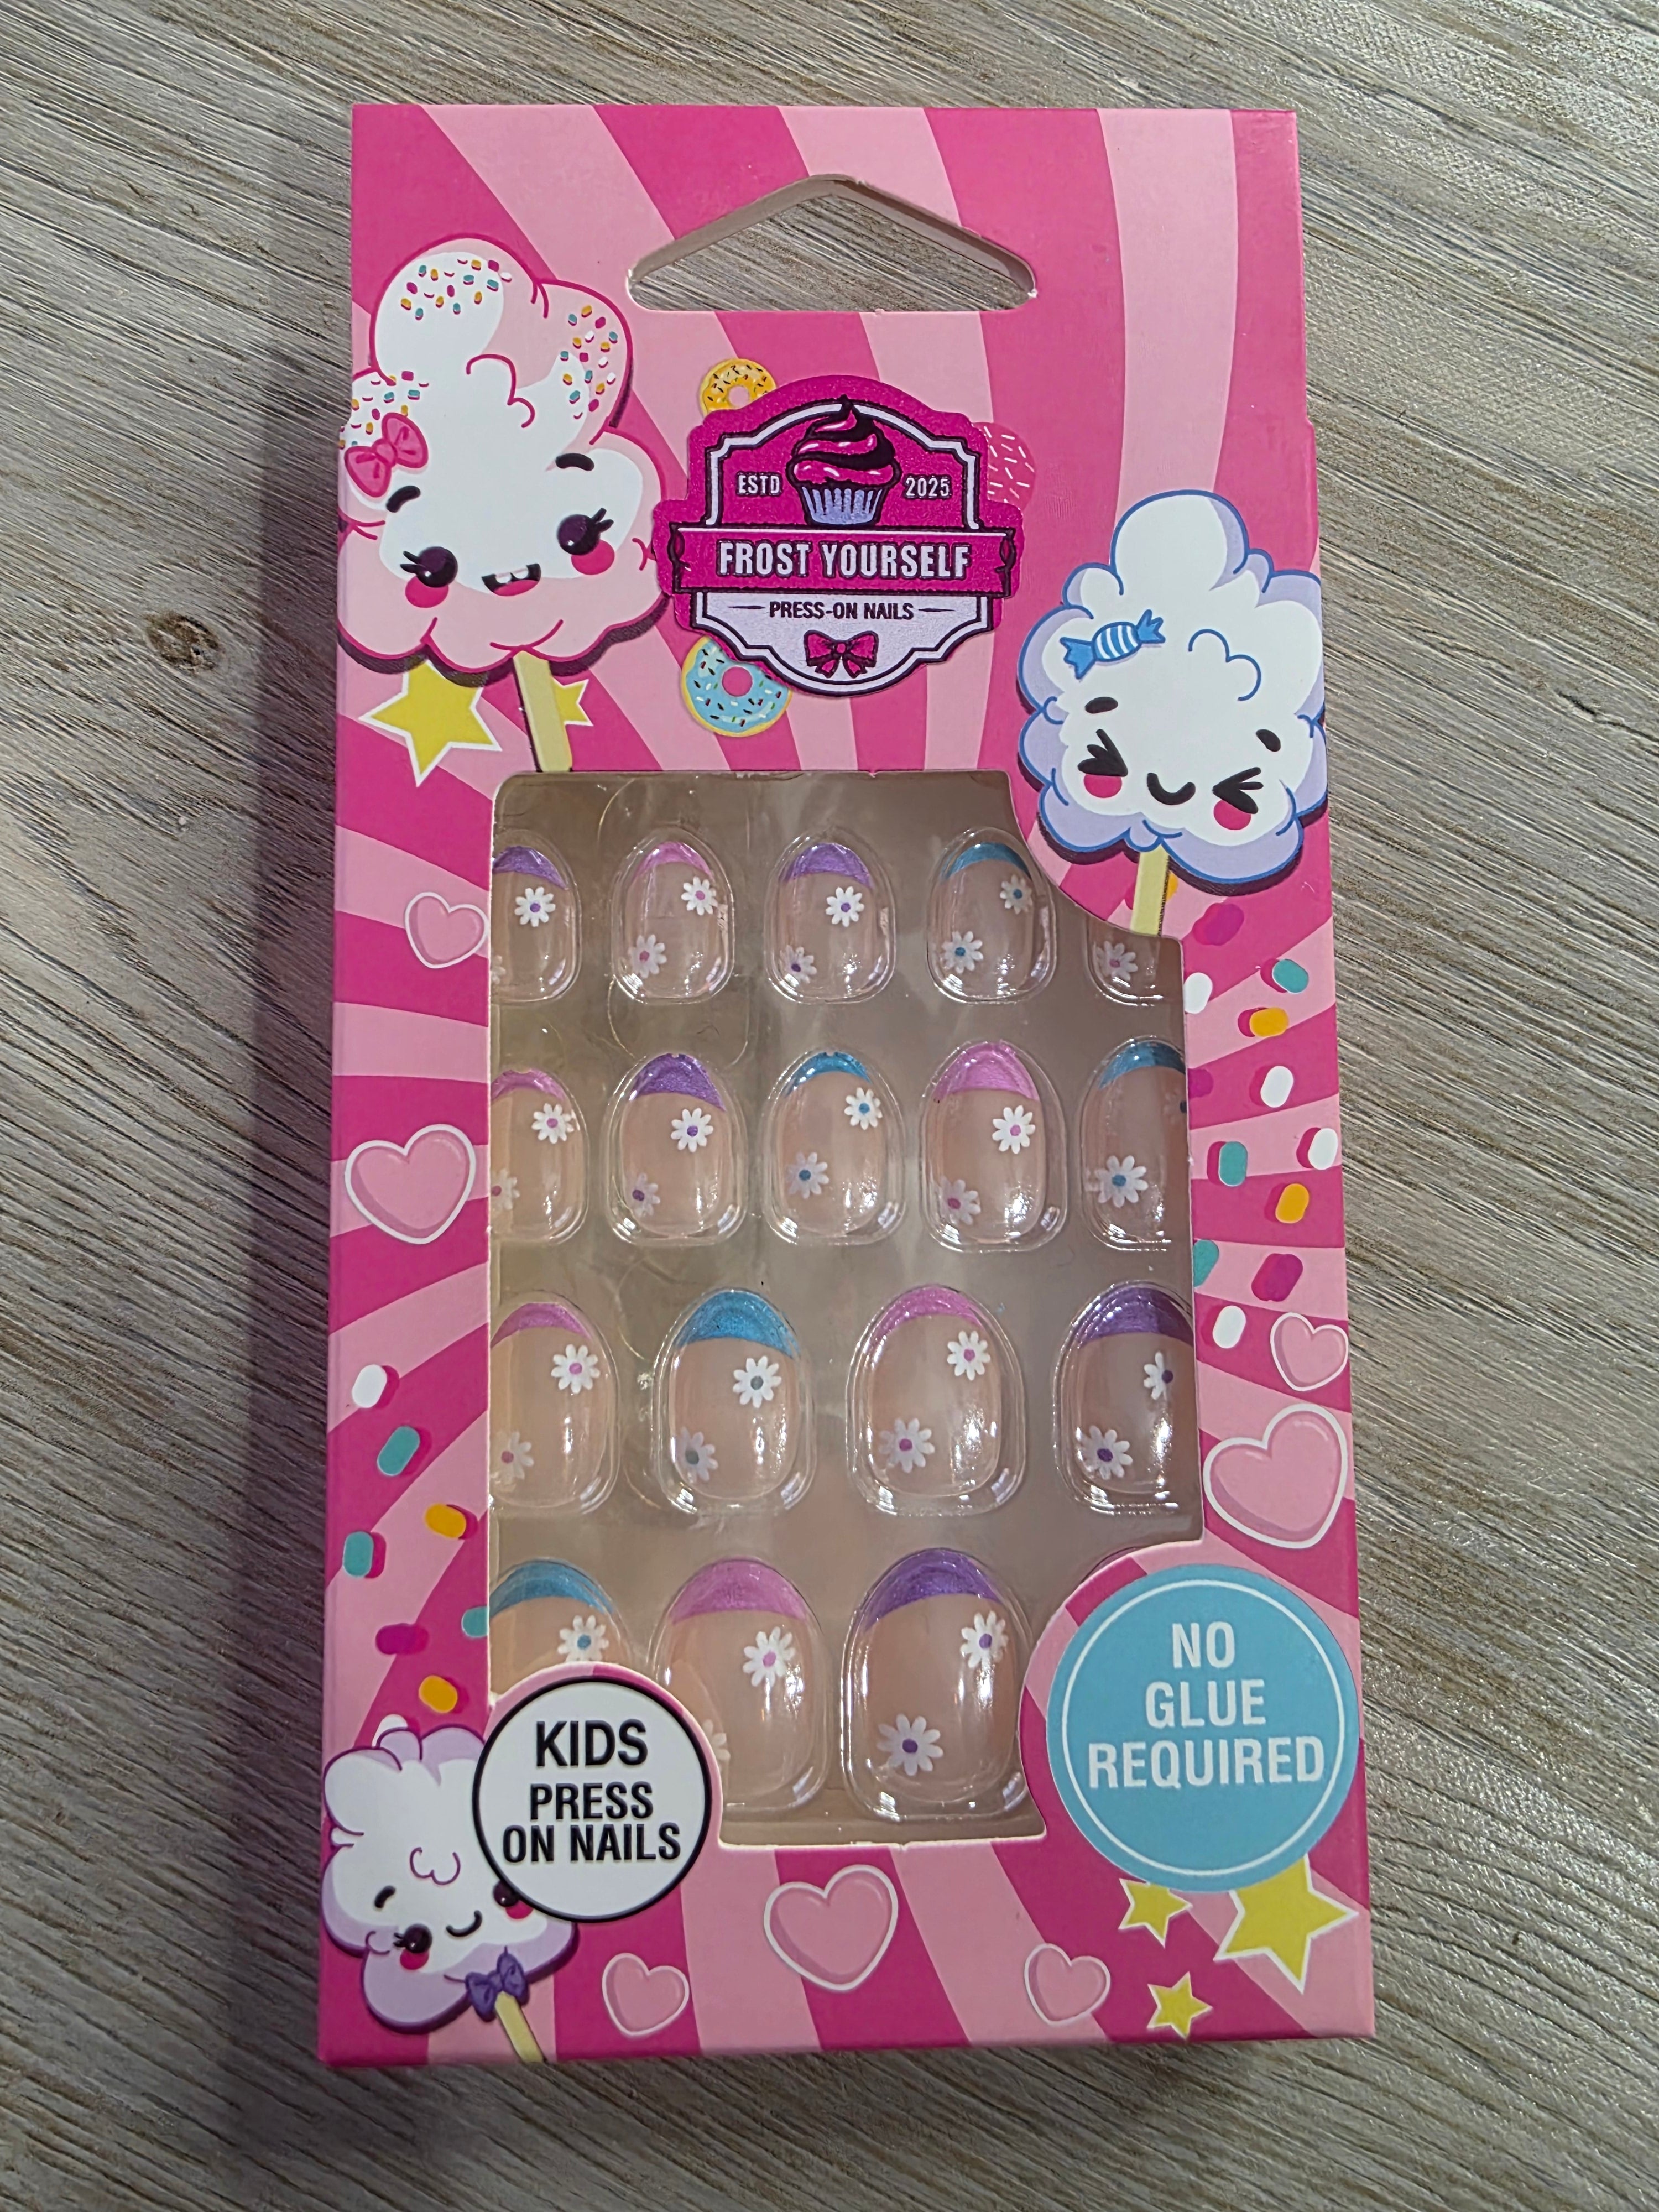 ESTD 2025
FROST YOURSELF
PRESS-ON NAILS
KIDS
PRESS
ON NAILS
NO
GLUE
REQUIRED